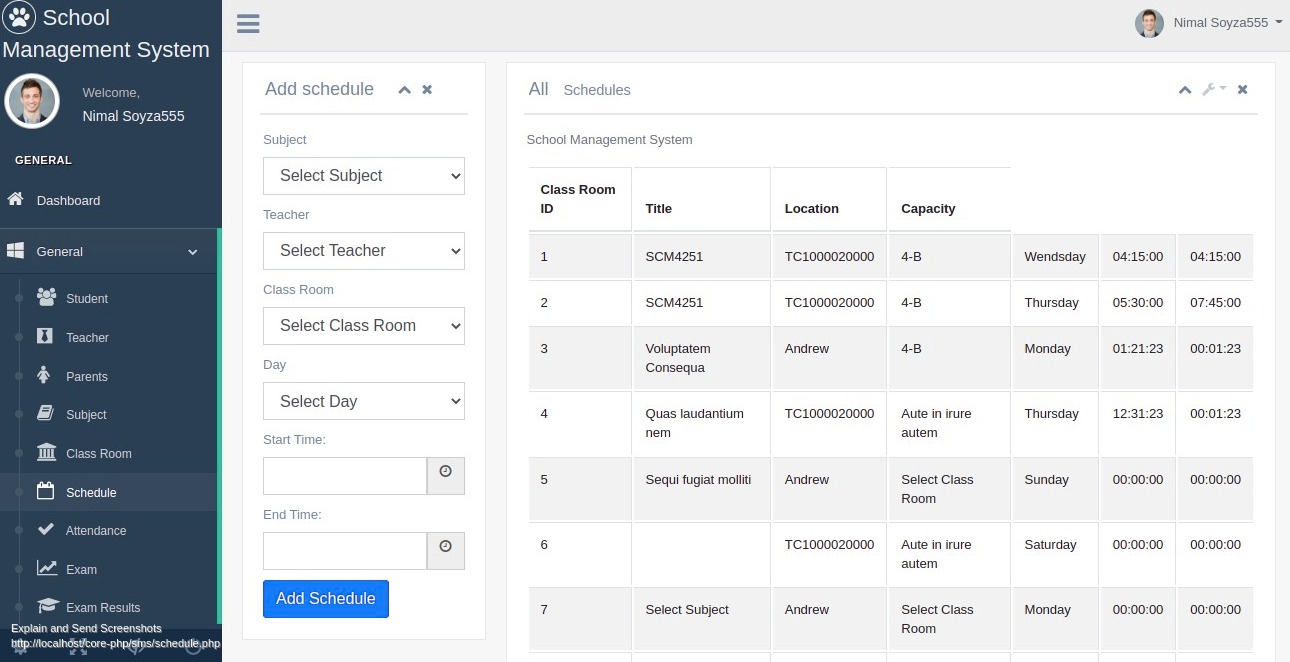 School
Management System
Welcome,
Nimal Soyza555
GENERAL
Dashboard
General
Student
Teacher
Parents
Subject
Class Room
Schedule
Attendance
Exam
Exam Results
Explain and Send Screenshots
http://localhost/core-php/sms/schedule.php
Nimal Soyza555
Add schedule
Subject
Select Subject
Teacher
Select Teacher
Class Room
Select Class Room
Day
Select Day
Start Time:
End Time:
Add Schedule
All Schedules
School Management System
Class Room
ID Title Location Capacity
1 SCM4251 TC1000020000 4-B Wendsday 04:15:00 04:15:00
2 SCM4251 TC1000020000 4-B Thursday 05:30:00 07:45:00
3 Voluptatem Andrew 4-B Monday 01:21:23 00:01:23
Consequa
4 Quas laudantium TC1000020000 Aute in irure Thursday 12:31:23 00:01:23
nem autem
5 Sequi fugiat molliti Andrew Select Class Sunday 00:00:00 00:00:00
Room
6 TC1000020000 Aute in irure Saturday 00:00:00 00:00:00
autem
7 Select Subject Andrew Select Class Monday 00:00:00 00:00:00
Room